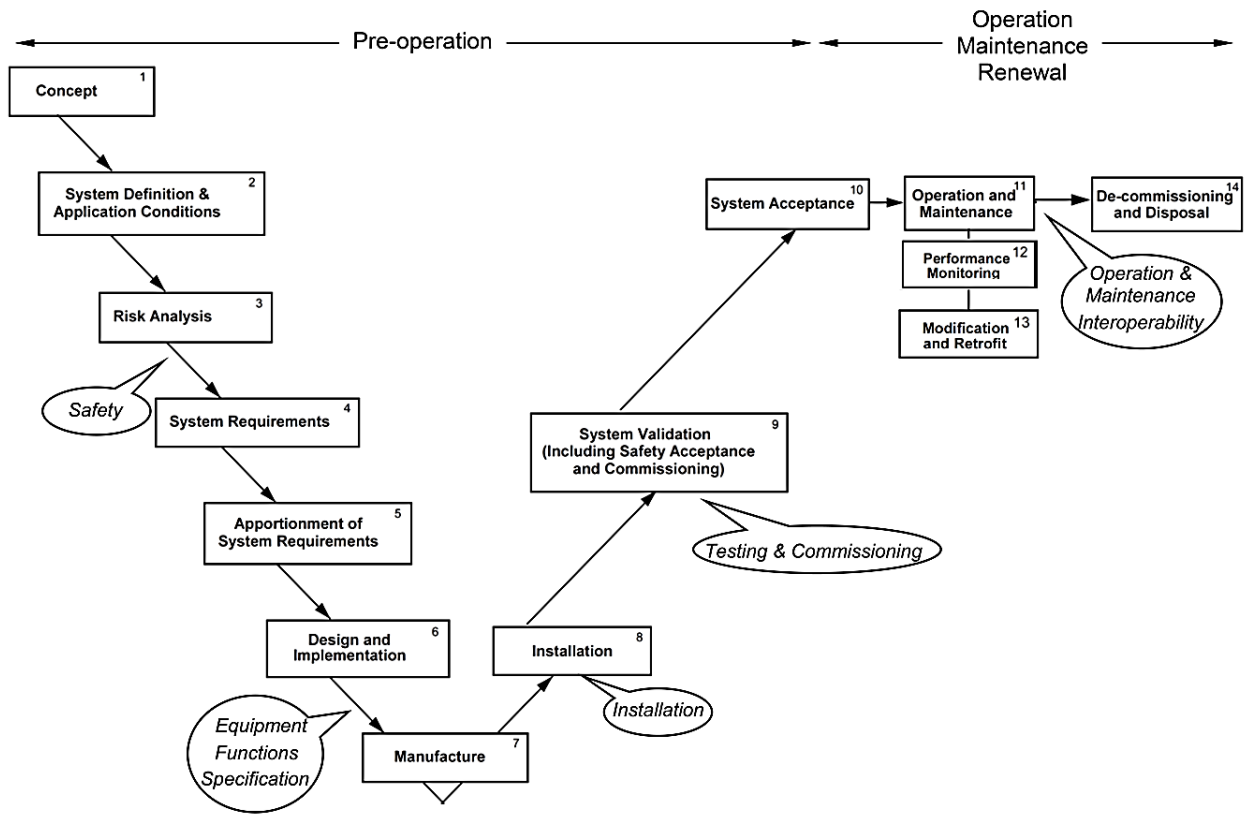 Pre-operation
Operation
Maintenance
Renewal
1
Concept
2
System Definition &
Application Conditions
3
Risk Analysis
Safety
4
System Requirements
5
Apportionment of
System Requirements
6
Design and
Implementation
Equipment
Functions
Specification
7
Manufacture
8
Installation
Installation
9
System Validation
(Including Safety Acceptance
and Commissioning)
Testing & Commissioning
10
System Acceptance
11
Operation and
Maintenance
12
Performance
Monitoring
13
Modification
and Retrofit
Operation &
Maintenance
Interoperability
14
De-commissioning
and Disposal